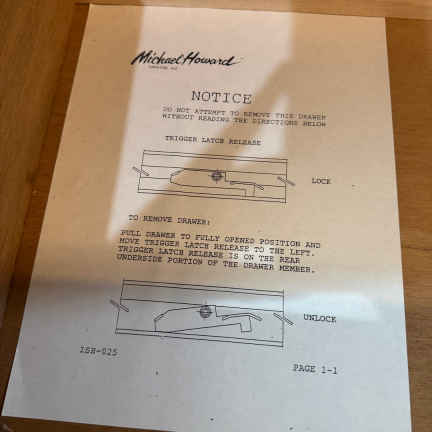 Michael Howard
NOTICE
DO NOT ATTEMPT TO REMOVE THIS DRAWER
WITHOUT READING THE DIRECTIONS BELOW
TRIGGER LATCH RELEASE
LOCK
TO REMOVE DRAWER:
PULL DRAWER TO FULLY OPENED POSITION AND
MOVE TRIGGER LATCH RELEASE TO THE LEFT.
TRIGGER LATCH RELEASE IS ON THE REAR
UNDERSIDE PORTION OF THE DRAWER MEMBER.
UNLOCK
ISH-025
PAGE 1-1